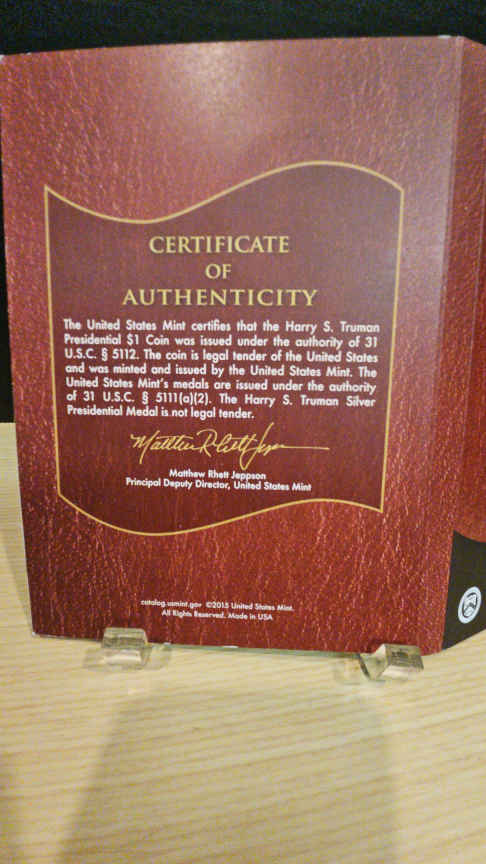 CERTIFICATE
OF
AUTHENTICITY
The United States Mint certifies that the Harry S. Truman
Presidential $1 Coin was issued under the authority of 31
U.S.C. § 5112. The coin is legal tender of the United States
and was minted and issued by the United States Mint. The
United States Mint's medals are issued under the authority
of 31 U.S.C. § 5111(a)(2). The Harry S. Truman Silver
Presidential Medal is not legal tender.
Matthew Rhett Jeppson
Matthew Rhett Jeppson
Principal Deputy Director, United States Mint
catalog.usmint.gov ©2015 United States Mint.
All Rights Reserved. Made in USA